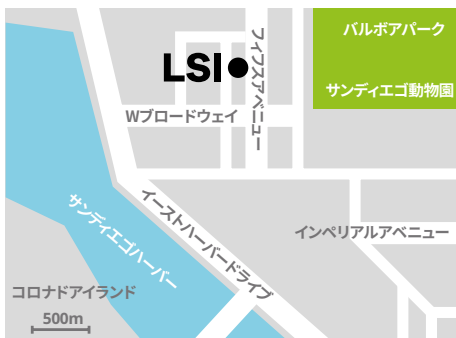 バルボアパーク
フィフスアベニュー
LSI
サンディエゴ動物園
Wブロードウェイ
サンディエゴハーバー
イーストハーバードライブ
インペリアルアベニュー
コロナドアイランド
500m